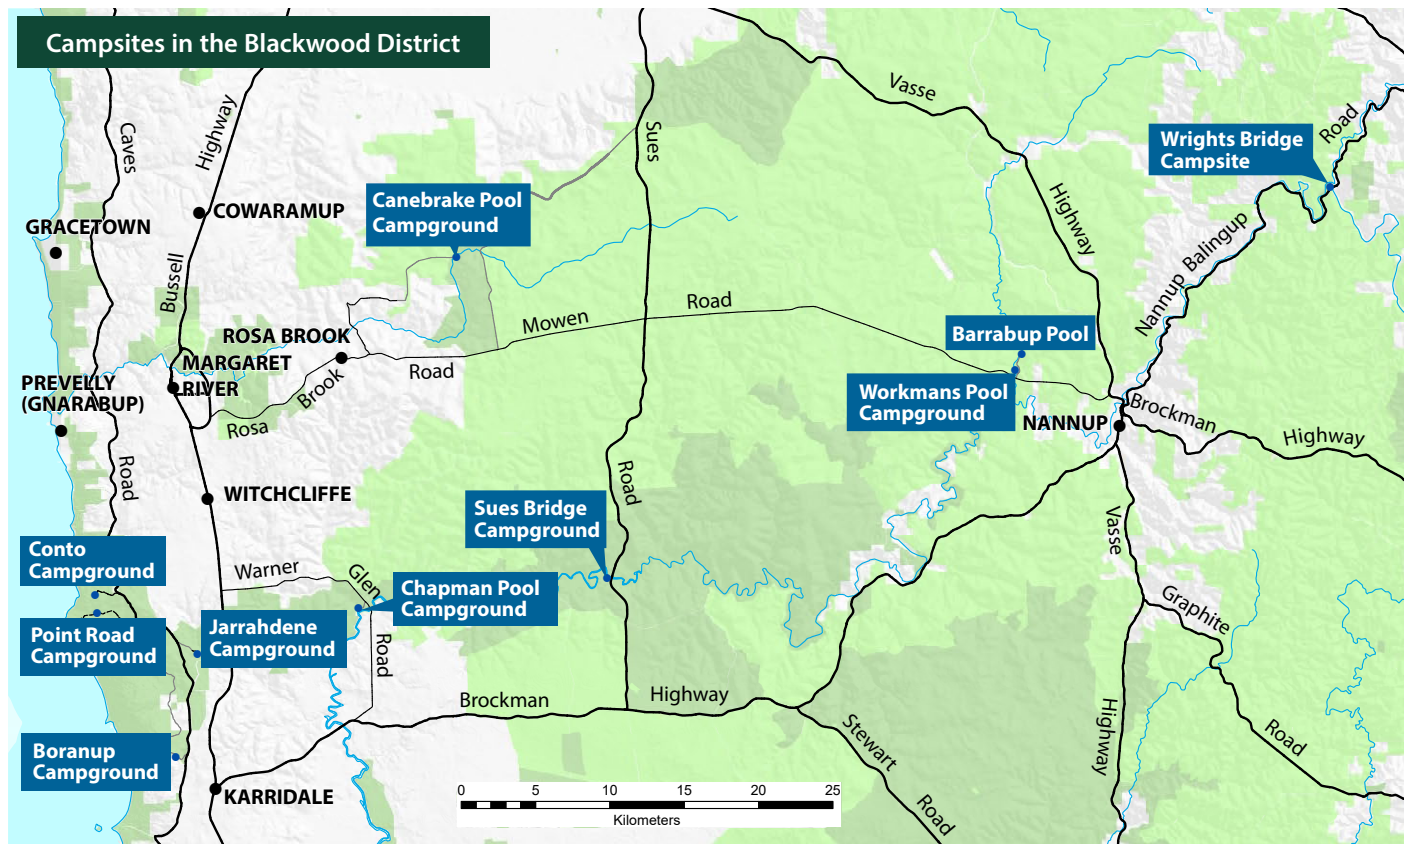 Campsites in the Blackwood District
Vasse
Road
Caves
Highway
Sues
Wrights Bridge
Campsite
Canebrake Pool
Campground
COWARAMUP
GRACETOWN
Highway
Nannup Balingup
Bussell
Road
Mowen
ROSA BROOK
Barrabup Pool
MARGARET
RIVER
Road
PREVELLY
(GNARABUP)
Brook
Rosa
Workmans Pool
Campground
NANNUP
Brockman
Highway
Road
Road
WITCHCLIFFE
Sues Bridge
Campground
Vasse
Conto
Campground
Warner
Glen
Chapman Pool
Campground
Graphite
Point Road
Campground
Jarrahdene
Campground
Road
Brockman
Highway
Stewart
Highway
Road
Boranup
Campground
KARRIDALE
0 5 10 15 20 25
Kilometers
Road